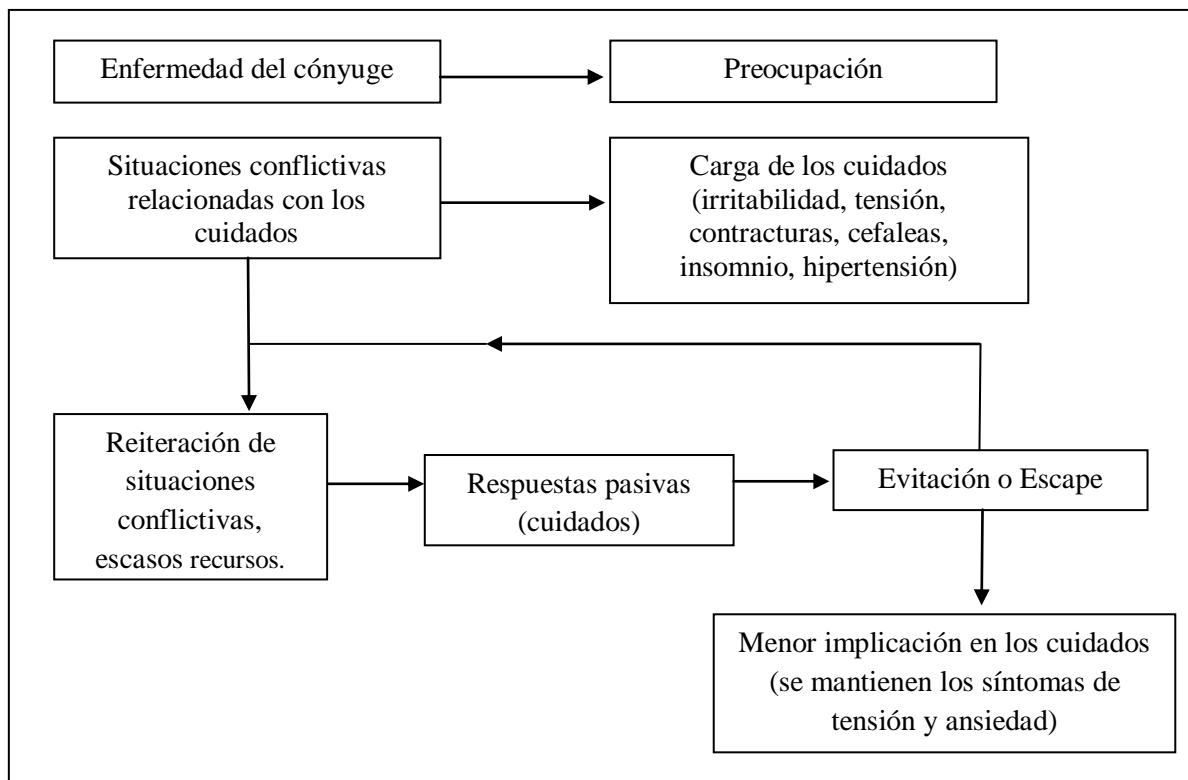 Enfermedad del cónyuge
Preocupación
Situaciones conflictivas
relacionadas con los
cuidados
Carga de los cuidados
(irritabilidad, tensión,
contracturas, cefaleas,
insomnio, hipertensión)
Reiteración de
situaciones
conflictivas,
escasos recursos.
Respuestas pasivas
(cuidados)
Evitación o Escape
Menor implicación en los cuidados
(se mantienen los síntomas de
tensión y ansiedad)